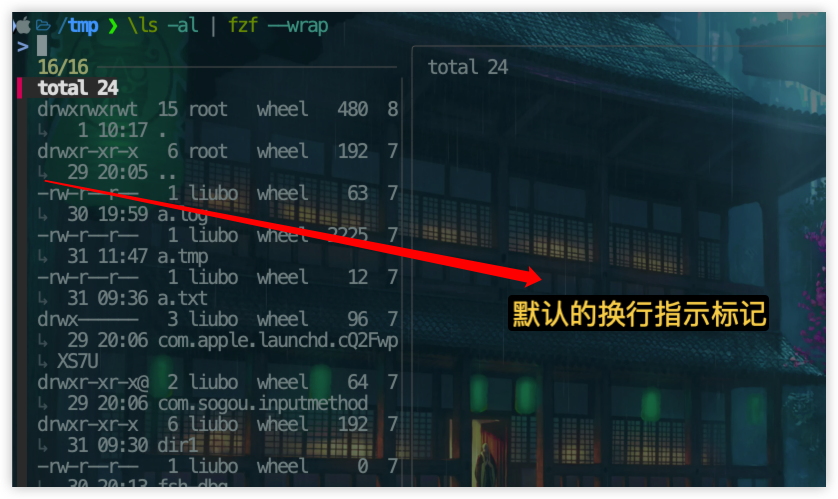 /tmp ❯ \ls -al | fzf --wrap
>
16/16
total 24
total 24
drwxrwxrwt 15 root wheel 480 8
↳ 1 10:17 .
drwxr-xr-x 6 root wheel 192 7
↳ 29 20:05 ..
-rw-r--r-- 1 liubo wheel 63 7
↳ 30 19:59 a.log
-rw-r--r-- 1 liubo wheel 2225 7
↳ 31 11:47 a.tmp
-rw-r--r-- 1 liubo wheel 12 7
↳ 31 09:36 a.txt
drwx------ 3 liubo wheel 96 7
↳ 29 20:06 com.apple.launchd.cQ2Fwp
↳ XS7U
drwxr-xr-x@ 2 liubo wheel 64 7
↳ 29 20:06 com.sogou.inputmethod
drwxr-xr-x 6 liubo wheel 192 7
↳ 31 09:30 dir1
-rw-r--r-- 1 liubo wheel 0 7
↳ 30 20:13
默认的换行指示标记